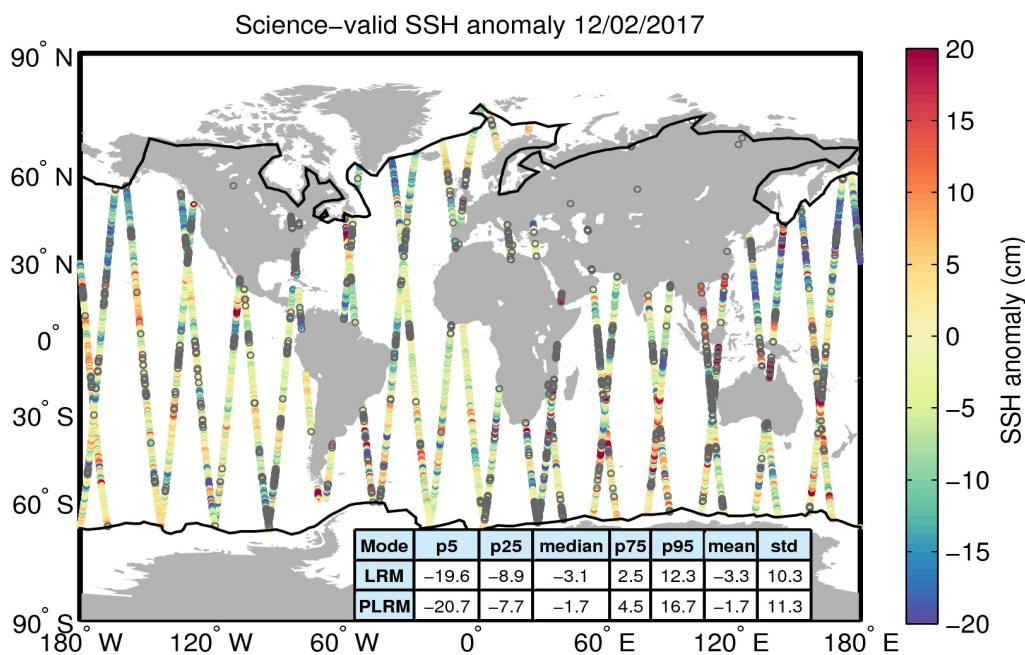 Science−valid SSH anomaly 12/02/2017
90° N
60° N
30° N
0°
30° S
60° S
90° S
180° W
120° W
60° W
0°
60° E
120° E
180° E
Mode p5 p25 median p75 p95 mean std
LRM −19.6 −8.9 −3.1 2.5 12.3 −3.3 10.3
PLRM −20.7 −7.7 −1.7 4.5 16.7 −1.7 11.3
20
15
10
5
0
−5
−10
−15
−20
SSH anomaly (cm)